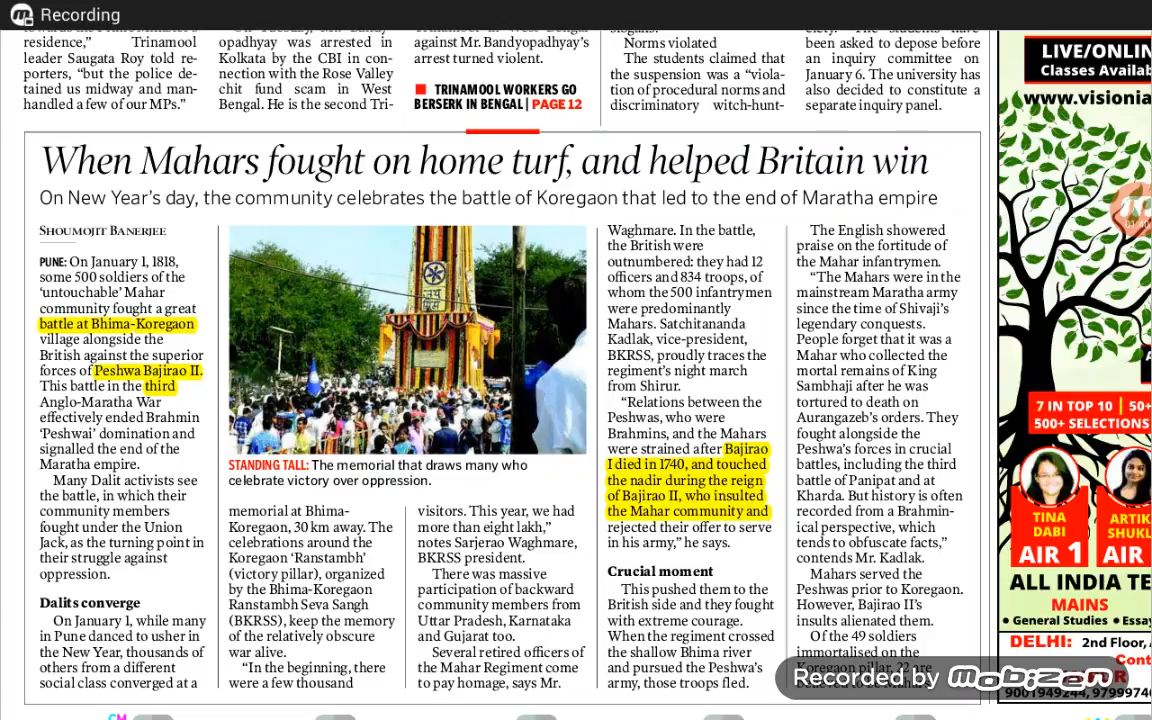 Recording
residence,” Trinamool
leader Saugata Roy told re-
porters, “but the police de-
tained us midway and man-
handled a few of our MPs.”
opadhyay was arrested in
Kolkata by the CBI in con-
nection with the Rose Valley
chit fund scam in West
Bengal. He is the second Tri-
against Mr. Bandyopadhyay’s
arrest turned violent.
TRINAMOOL WORKERS GO
BERSERK IN BENGAL | PAGE 12
Norms violated
The students claimed that
the suspension was a “viola-
tion of procedural norms and
discriminatory witch-hunt-
been asked to depose before
an inquiry committee on
January 6. The university has
also decided to constitute a
separate inquiry panel.
When Mahars fought on home turf, and helped Britain win
On New Year’s day, the community celebrates the battle of Koregaon that led to the end of Maratha empire
SHOUMOJIT BANERJEE
PUNE: On January 1, 1818,
some 500 soldiers of the
‘untouchable’ Mahar
community fought a great
battle at Bhima-Koregaon
village alongside the
British against the superior
forces of Peshwa Bajirao II.
This battle in the third
Anglo-Maratha War
effectively ended Brahmin
‘Peshwai’ domination and
signalled the end of the
Maratha empire.
Many Dalit activists see
the battle, in which their
community members
fought under the Union
Jack, as the turning point in
their struggle against
oppression.
Dalits converge
On January 1, while many
in Pune danced to usher in
the New Year, thousands of
others from a different
social class converged at a
STANDING TALL: The memorial that draws many who
celebrate victory over oppression.
memorial at Bhima-
Koregaon, 30 km away. The
celebrations around the
Koregaon ‘Ranstambh’
(victory pillar), organized
by the Bhima-Koregaon
Ranstambh Seva Sangh
(BKRSS), keep the memory
of the relatively obscure
war alive.
“In the beginning, there
were a few thousand
visitors. This year, we had
more than eight lakh,”
notes Sarjerao Waghmare,
BKRSS president.
There was massive
participation of backward
community members from
Uttar Pradesh, Karnataka
and Gujarat too.
Several retired officers of
the Mahar Regiment come
to pay homage, says Mr.
Waghmare. In the battle,
the British were
outnumbered: they had 12
officers and 834 troops, of
whom the 500 infantrymen
were predominantly
Mahars. Satchitananda
Kadlak, vice-president,
BKRSS, proudly traces the
regiment’s night march
from Shirur.
“Relations between the
Peshwas, who were
Brahmins, and the Mahars
were strained after Bajirao
I died in 1740, and touched
the nadir during the reign
of Bajirao II, who insulted
the Mahar community and
rejected their offer to serve
in his army,” he says.
Crucial moment
This pushed them to the
British side and they fought
with extreme courage.
When the regiment crossed
the shallow Bhima river
and pursued the Peshwa’s
army, those troops fled.
The English showered
praise on the fortitude of
the Mahar infantrymen.
“The Mahars were in the
mainstream Maratha army
since the time of Shivaji’s
legendary conquests.
People forget that it was a
Mahar who collected the
mortal remains of King
Sambhaji after he was
tortured to death on
Aurangazeb’s orders. They
fought alongside the
Peshwa’s forces in crucial
battles, including the third
battle of Panipat and at
Kharda. But history is often
recorded from a Brahmin-
ical perspective, which
tends to obfuscate facts,”
contends Mr. Kadlak.
Mahars served the
Peshwas prior to Koregaon.
However, Bajirao II’s
insults alienated them.
Of the 49 soldiers
immortalised on the
Koregaon pillar, 22 are
LIVE/ONLIN
Classes Availab
www.visionia
7 IN TOP 10 | 50+
500+ SELECTIONS
TINA
DABI
AIR 1
ARTIK
SHUKL
AIR
ALL INDIA TE
MAINS
• General Studies • Essay
DELHI: 2nd Floor,
Cont
9001949244, 9799974
Recorded by mobizen
CM